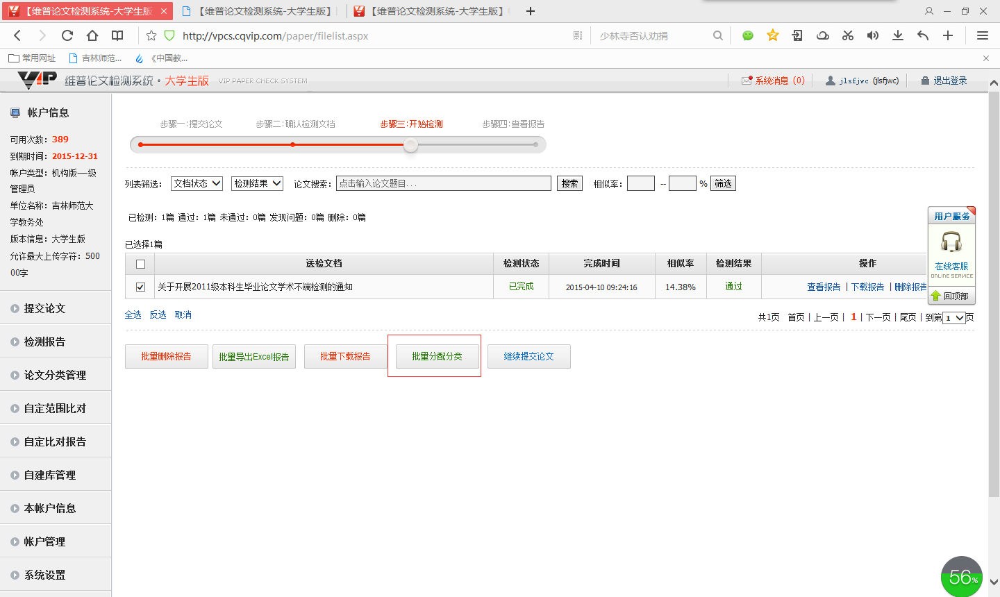 【维普论文检测系统-大学生版
【维普论文检测系统-大学生版】
【维普论文检测系统-大学生版】
http://vpcs.cqvip.com/paper/filelist.aspx
少林寺否认劝捐
常用网址
吉林师范...
《中国教...
VIP 维普论文检测系统·大学生版 VIP PAPER CHECK SYSTEM
系统消息 (0)
jlsfjwc (jlsfjwc)
退出登录
帐户信息
可用次数：389
到期时间：2015-12-31
帐户类型：机构版—级
管理员
单位名称：吉林师范大
学教务处
版本信息：大学生版
允许最大上传字符：500
00字
提交论文
检测报告
论文分类管理
自定范围比对
自定比对报告
自建库管理
本帐户信息
帐户管理
系统设置
步骤一:提交论文
步骤二:确认检测文档
步骤三:开始检测
步骤四:查看报告
列表筛选：
文档状态
检测结果
论文搜索：
点击输入论文题目...
搜索
相似率：
-- % 筛选
已检测：1篇 通过：1篇 未通过：0篇 发现问题：0篇 删除：0篇
已选择1篇
送检文档 检测状态 完成时间 相似率 检测结果 操作
关于开展2011级本科生毕业论文学术不端检测的通知 已完成 2015-04-10 09:24:16 14.38% 通过 查看报告 | 下载报告 | 删除报告
全选 反选 取消
共1页 首页 | 上一页 | 1 | 下一页 | 尾页 | 到第 1 页
批量删除报告
批量导出Excel报告
批量下载报告
批量分配分类
继续提交论文
用户服务
在线客服
ONLINE SERVICE
回顶部
56%